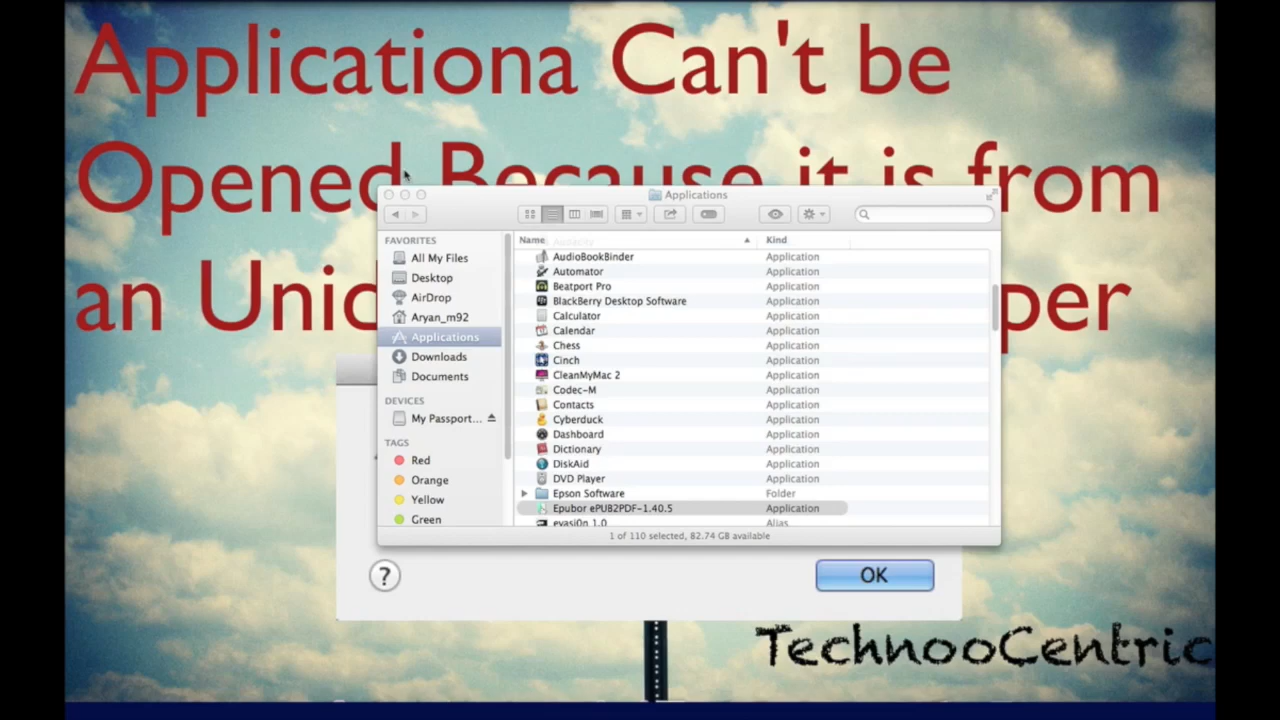 Applicationa Can't be
Opened Because it is from
an Unid
per
Applications
FAVORITES
All My Files
Desktop
AirDrop
Aryan_m92
Applications
Downloads
Documents
DEVICES
My Passport...
TAGS
Red
Orange
Yellow
Green
Name Kind
Audacity
AudioBookBinder Application
Automator Application
Beatport Pro Application
BlackBerry Desktop Software Application
Calculator Application
Calendar Application
Chess Application
Cinch Application
CleanMyMac 2 Application
Codec-M Application
Contacts Application
Cyberduck Application
Dashboard Application
Dictionary Application
DiskAid Application
DVD Player Application
Epson Software Folder
Epubor ePUB2PDF-1.40.5 Application
evasi0n 1.0 Alias
1 of 110 selected, 82.74 GB available
?
OK
TechnooCentric